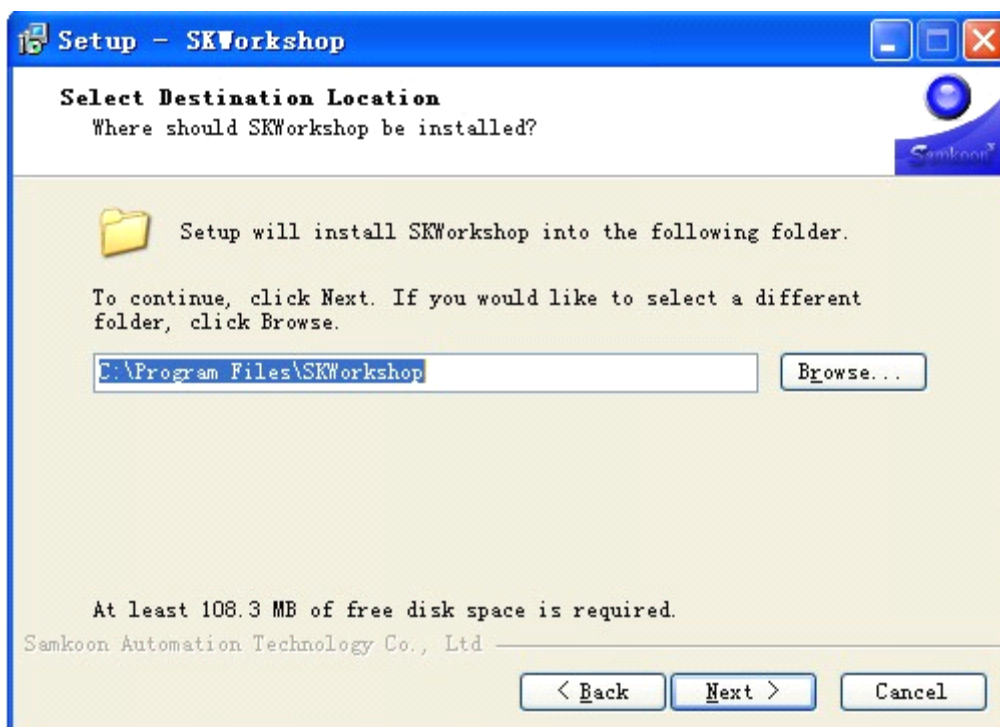 Setup - SKWorkshop
Select Destination Location
Where should SKWorkshop be installed?
Samkoon
Setup will install SKWorkshop into the following folder.
To continue, click Next. If you would like to select a different
folder, click Browse.
C:\Program Files\SKWorkshop
Browse...
At least 108.3 MB of free disk space is required.
Samkoon Automation Technology Co., Ltd
< Back
Next >
Cancel